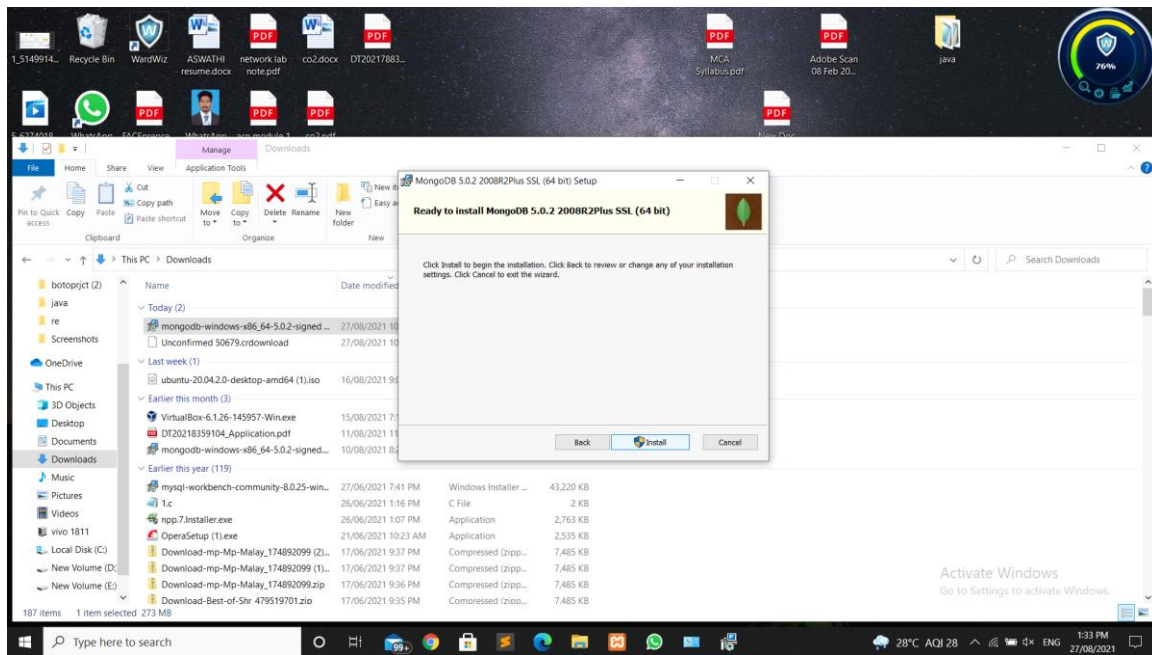 1_5149914...
Recycle Bin
WardWiz
ASWATHI resume.docx
network lab note.pdf
co2.docx
DT20217883...
MCA Syllabus.pdf
Adobe Scan 08 Feb 20...
java
76%
WhatsApp
Manage
Downloads
File
Home
Share
View
Application Tools
Pin to Quick access
Copy
Paste
Cut
Copy path
Paste shortcut
Move to
Copy to
Delete
Rename
New folder
Clipboard
Organize
New
This PC > Downloads
Search Downloads
MongoDB 5.0.2 2008R2Plus SSL (64 bit) Setup
Ready to install MongoDB 5.0.2 2008R2Plus SSL (64 bit)
Click Install to begin the installation. Click Back to review or change any of your installation
settings. Click Cancel to exit the wizard.
Back
Install
Cancel
botoprjct (2)
java
re
Screenshots
OneDrive
This PC
3D Objects
Desktop
Documents
Downloads
Music
Pictures
Videos
vivo 1811
Local Disk (C:)
New Volume (D:
New Volume (E:)
Name
Date modified
Today (2)
mongodb-windows-x86_64-5.0.2-signed ... 27/08/2021 10
Unconfirmed 50679.crdownload 27/08/2021 10
Last week (1)
ubuntu-20.04.2.0-desktop-amd64 (1).iso 16/08/2021 9:
Earlier this month (3)
VirtualBox-6.1.26-145957-Win.exe 15/08/2021 7:
DT20218359104_Application.pdf 11/08/2021 11
mongodb-windows-x86_64-5.0.2-signed... 10/08/2021 8:
Earlier this year (119)
mysql-workbench-community-8.0.25-win... 27/06/2021 7:41 PM Windows Installer ... 43,220 KB
1.c 26/06/2021 1:16 PM C File 2 KB
npp.7.Installer.exe 26/06/2021 1:07 PM Application 2,763 KB
OperaSetup (1).exe 21/06/2021 10:23 AM Application 2,535 KB
Download-mp-Mp-Malay_174892099 (2)... 17/06/2021 9:37 PM Compressed (zipp... 7,485 KB
Download-mp-Mp-Malay_174892099 (1)... 17/06/2021 9:37 PM Compressed (zipp... 7,485 KB
Download-mp-Mp-Malay_174892099.zip 17/06/2021 9:36 PM Compressed (zipp... 7,485 KB
Download-Best-of-Shr 479519701.zip 17/06/2021 9:35 PM Compressed (zipp... 7,485 KB
Activate Windows
Go to Settings to activate Windows.
187 items 1 item selected 273 MB
Type here to search
99+
28°C AQI 28
ENG
1:33 PM
27/08/2021